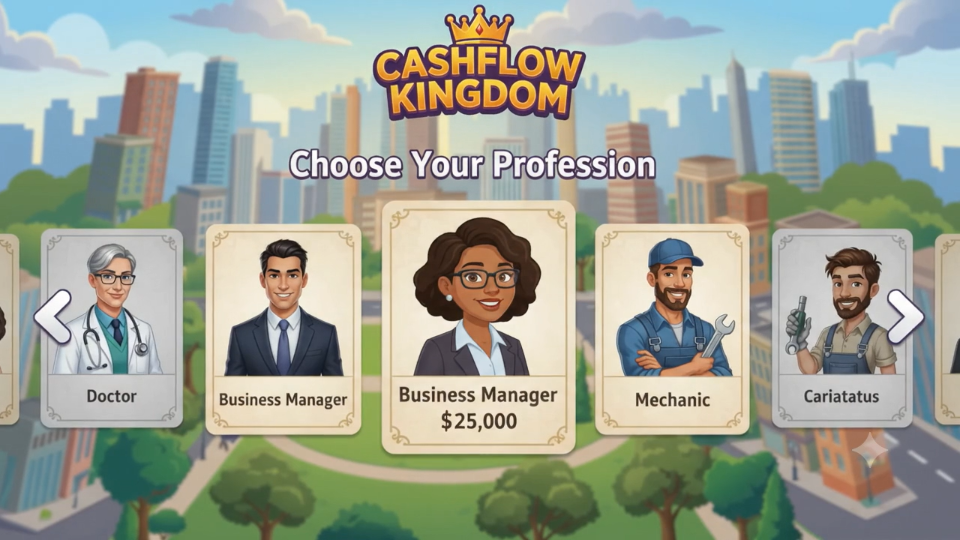 CASHFLOW
KINGDOM
Choose Your Profession
Doctor
Business Manager
Business Manager
$25,000
Mechanic
Cariatatus